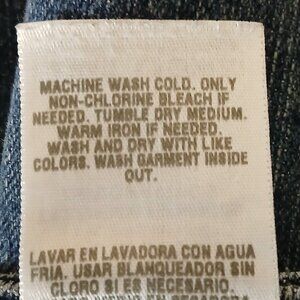 MACHINE WASH COLD. ONLY
NON-CHLORINE BLEACH IF
NEEDED. TUMBLE DRY MEDIUM.
WARM IRON IF NEEDED.
WASH AND DRY WITH LIKE
COLORS. WASH GARMENT INSIDE
OUT.
LAVAR EN LAVADORA CON AGUA
FRIA. USAR BLANQUEADOR SIN
CLORO SI ES NECESARIO.